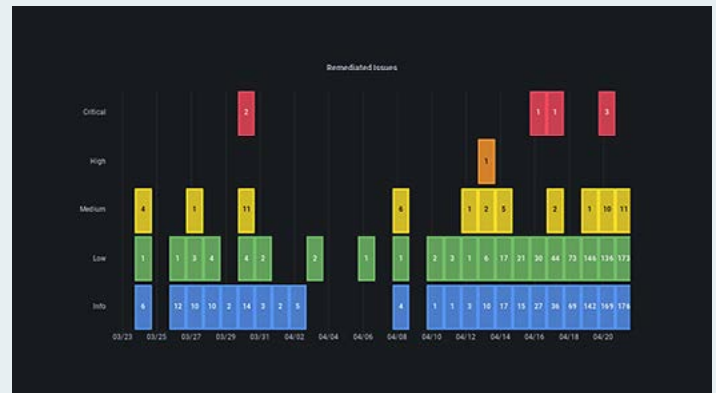 Remediated Issues
Critical 2 1 1 3
High 1
Medium 4 1 11 6 1 2 5 2 1 10 11
Low 1 1 3 4 4 2 2 1 1 2 3 1 6 17 21 30 44 73 146 136 173
Info 6 12 10 10 2 14 3 2 5 4 1 1 3 10 17 15 27 36 69 142 169 176
03/23 03/25 03/27 03/29 03/31 04/02 04/04 04/06 04/08 04/10 04/12 04/14 04/16 04/18 04/20